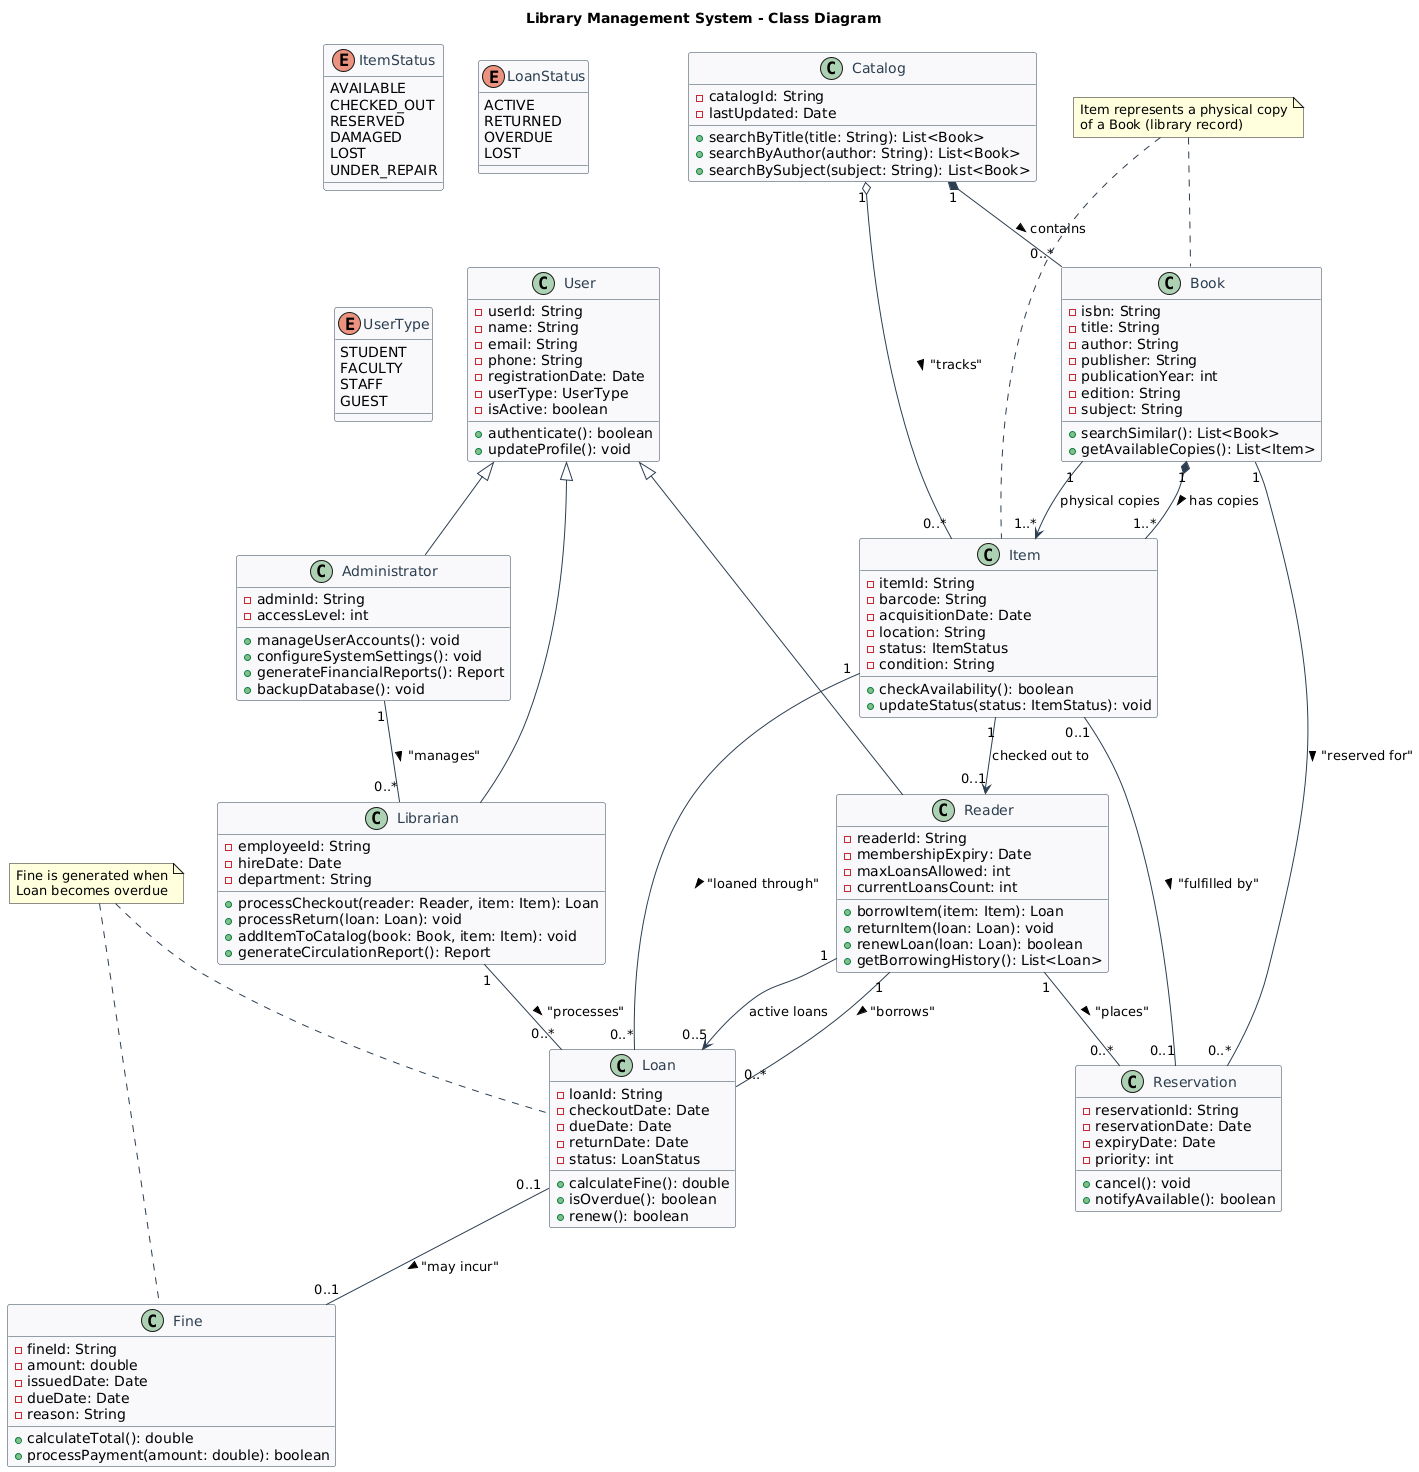 Library Management System - Class Diagram
E ItemStatus
AVAILABLE
CHECKED_OUT
RESERVED
DAMAGED
LOST
UNDER_REPAIR
E LoanStatus
ACTIVE
RETURNED
OVERDUE
LOST
C Catalog
catalogId: String
lastUpdated: Date
searchByTitle(title: String): List<Book>
searchByAuthor(author: String): List<Book>
searchBySubject(subject: String): List<Book>
Item represents a physical copy
of a Book (library record)
1
1
contains
0..*
E UserType
STUDENT
FACULTY
STAFF
GUEST
C User
userId: String
name: String
email: String
phone: String
registrationDate: Date
userType: UserType
isActive: boolean
authenticate(): boolean
updateProfile(): void
"tracks"
0..*
C Book
isbn: String
title: String
author: String
publisher: String
publicationYear: int
edition: String
subject: String
searchSimilar(): List<Book>
getAvailableCopies(): List<Item>
1
1
1
physical copies
has copies
1..*
1..*
C Administrator
adminId: String
accessLevel: int
manageUserAccounts(): void
configureSystemSettings(): void
generateFinancialReports(): Report
backupDatabase(): void
C Item
itemId: String
barcode: String
acquisitionDate: Date
location: String
status: ItemStatus
condition: String
checkAvailability(): boolean
updateStatus(status: ItemStatus): void
1
1
"manages"
0..*
1
checked out to
0..1
0..1
"reserved for"
C Librarian
employeeId: String
hireDate: Date
department: String
processCheckout(reader: Reader, item: Item): Loan
processReturn(loan: Loan): void
addItemToCatalog(book: Book, item: Item): void
generateCirculationReport(): Report
C Reader
readerId: String
membershipExpiry: Date
maxLoansAllowed: int
currentLoansCount: int
borrowItem(item: Item): Loan
returnItem(loan: Loan): void
renewLoan(loan: Loan): boolean
getBorrowingHistory(): List<Loan>
Fine is generated when
Loan becomes overdue
"loaned through"
"fulfilled by"
1
"processes"
0..*
0..*
1
active loans
0..5
1
"borrows"
0..*
1
"places"
0..*
0..1
0..*
C Loan
loanId: String
checkoutDate: Date
dueDate: Date
returnDate: Date
status: LoanStatus
calculateFine(): double
isOverdue(): boolean
renew(): boolean
C Reservation
reservationId: String
reservationDate: Date
expiryDate: Date
priority: int
cancel(): void
notifyAvailable(): boolean
0..1
"may incur"
0..1
C Fine
fineId: String
amount: double
issuedDate: Date
dueDate: Date
reason: String
calculateTotal(): double
processPayment(amount: double): boolean